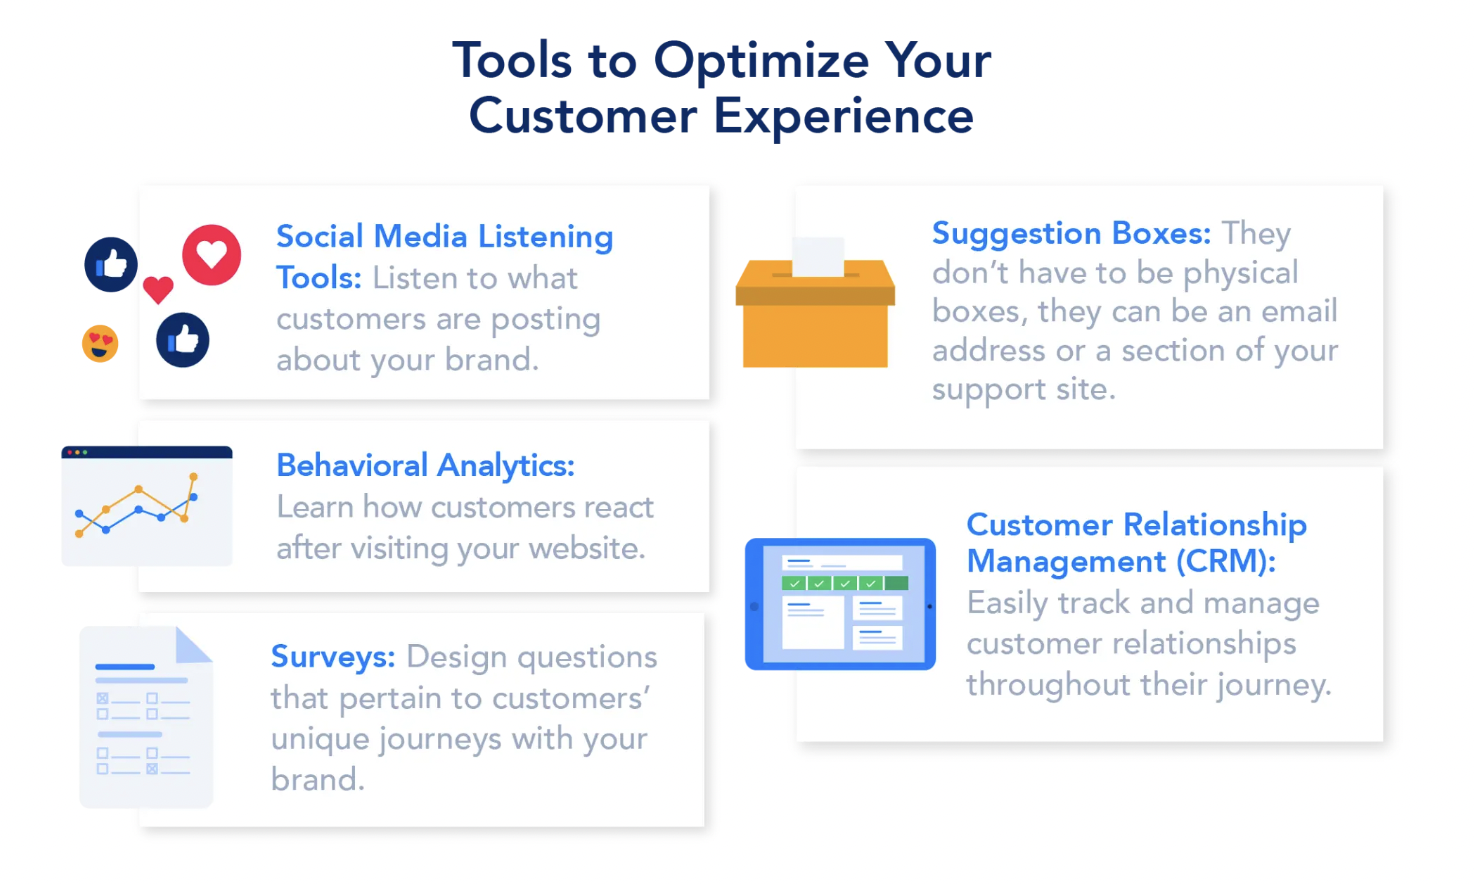 Tools to Optimize Your
Customer Experience
Social Media Listening
Tools: Listen to what
customers are posting
about your brand.
Behavioral Analytics:
Learn how customers react
after visiting your website.
Surveys: Design questions
that pertain to customers’
unique journeys with your
brand.
Suggestion Boxes: They
don’t have to be physical
boxes, they can be an email
address or a section of your
support site.
Customer Relationship
Management (CRM):
Easily track and manage
customer relationships
throughout their journey.